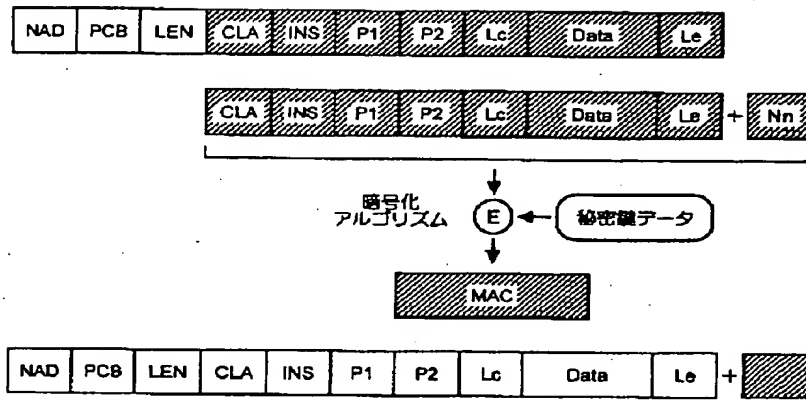 NAD PCB LEN CLA INS P1 P2 Lc Data Le
CLA INS P1 P2 Lc Data Le + Nn
暗号化
アルゴリズム
E
秘密鍵データ
MAC
NAD PCB LEN CLA INS P1 P2 Lc Data Le +